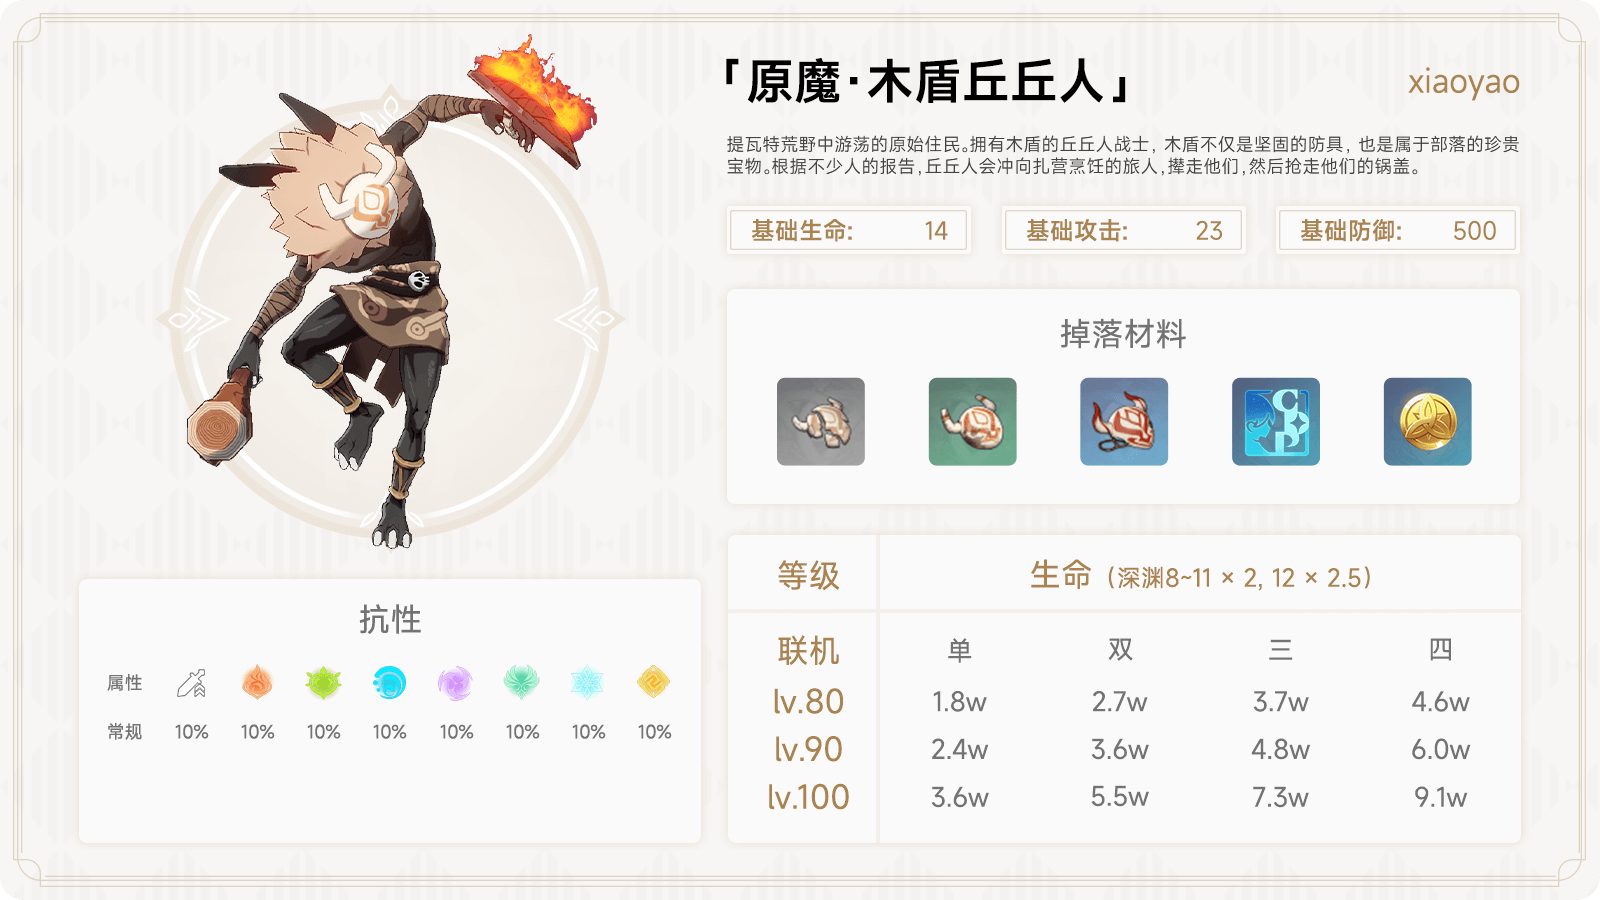 「原魔·木盾丘丘人」
xiaoyao
提瓦特荒野中游荡的原始住民。拥有木盾的丘丘人战士，木盾不仅是坚固的防具，也是属于部落的珍贵
宝物。根据不少人的报告，丘丘人会冲向扎营烹饪的旅人，撵走他们，然后抢走他们的锅盖。
基础生命: 14
基础攻击: 23
基础防御: 500
掉落材料
抗性
属性
常规 10% 10% 10% 10% 10% 10% 10% 10%
等级 生命（深渊8~11 × 2, 12 × 2.5）
联机 单 双 三 四
lv.80 1.8w 2.7w 3.7w 4.6w
lv.90 2.4w 3.6w 4.8w 6.0w
lv.100 3.6w 5.5w 7.3w 9.1w